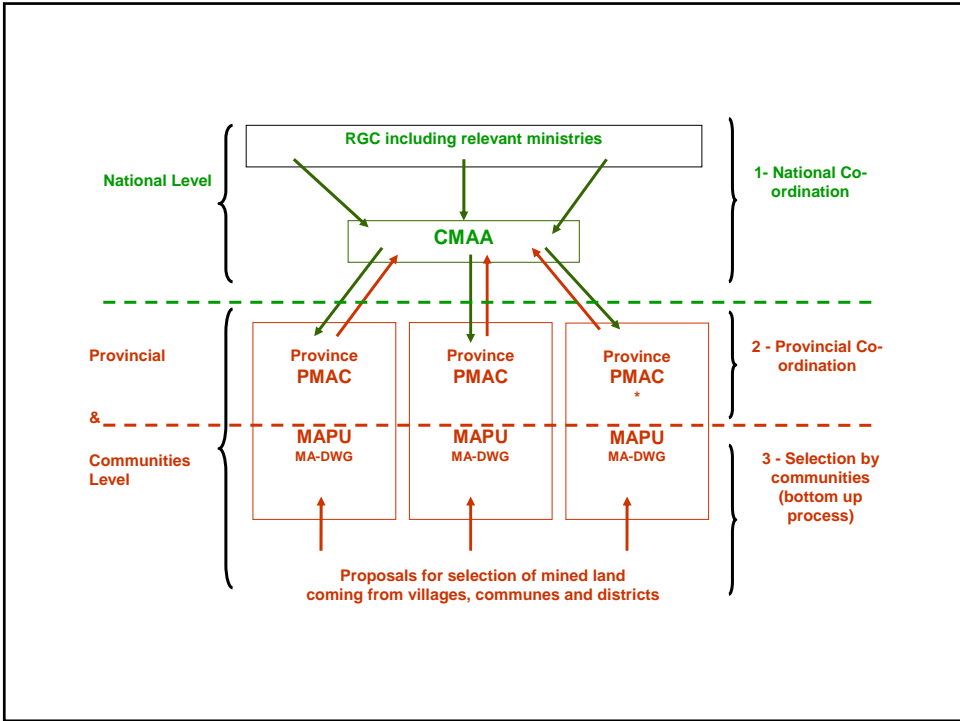 RGC including relevant ministries
National Level
1- National Co-
ordination
CMAA
Provincial
&
Communities
Level
Province
PMAC
MAPU
MA-DWG
Province
PMAC
MAPU
MA-DWG
Province
PMAC
*
MAPU
MA-DWG
2 - Provincial Co-
ordination
3 - Selection by
communities
(bottom up
process)
Proposals for selection of mined land
coming from villages, communes and districts